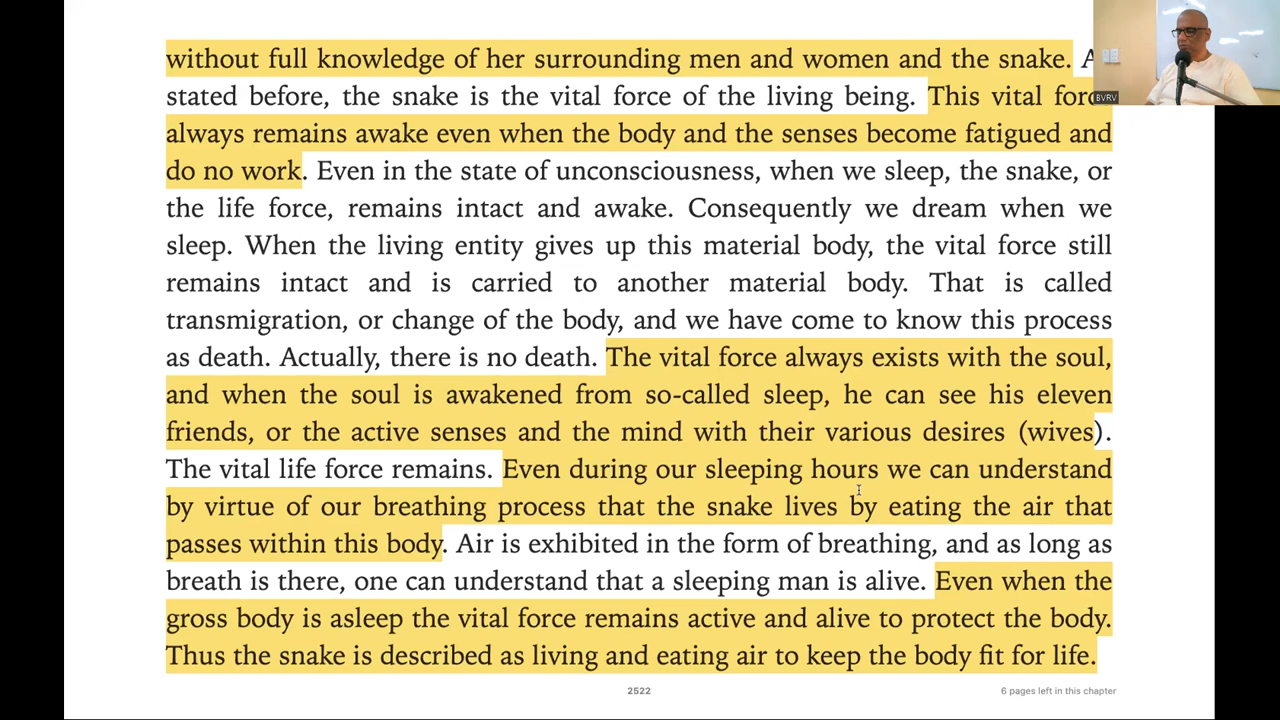 without full knowledge of her surrounding men and women and the snake.
stated before, the snake is the vital force of the living being. This vital
always remains awake even when the body and the senses become fatigued and
do no work. Even in the state of unconsciousness, when we sleep, the snake, or
the life force, remains intact and awake. Consequently we dream when we
sleep. When the living entity gives up this material body, the vital force still
remains intact and is carried to another material body. That is called
transmigration, or change of the body, and we have come to know this process
as death. Actually, there is no death. The vital force always exists with the soul,
and when the soul is awakened from so-called sleep, he can see his eleven
friends, or the active senses and the mind with their various desires (wives).
The vital life force remains. Even during our sleeping hours we can understand
by virtue of our breathing process that the snake lives by eating the air that
passes within this body. Air is exhibited in the form of breathing, and as long as
breath is there, one can understand that a sleeping man is alive. Even when the
gross body is asleep the vital force remains active and alive to protect the body.
Thus the snake is described as living and eating air to keep the body fit for life.
2522
6 pages left in this chapter
BVRV